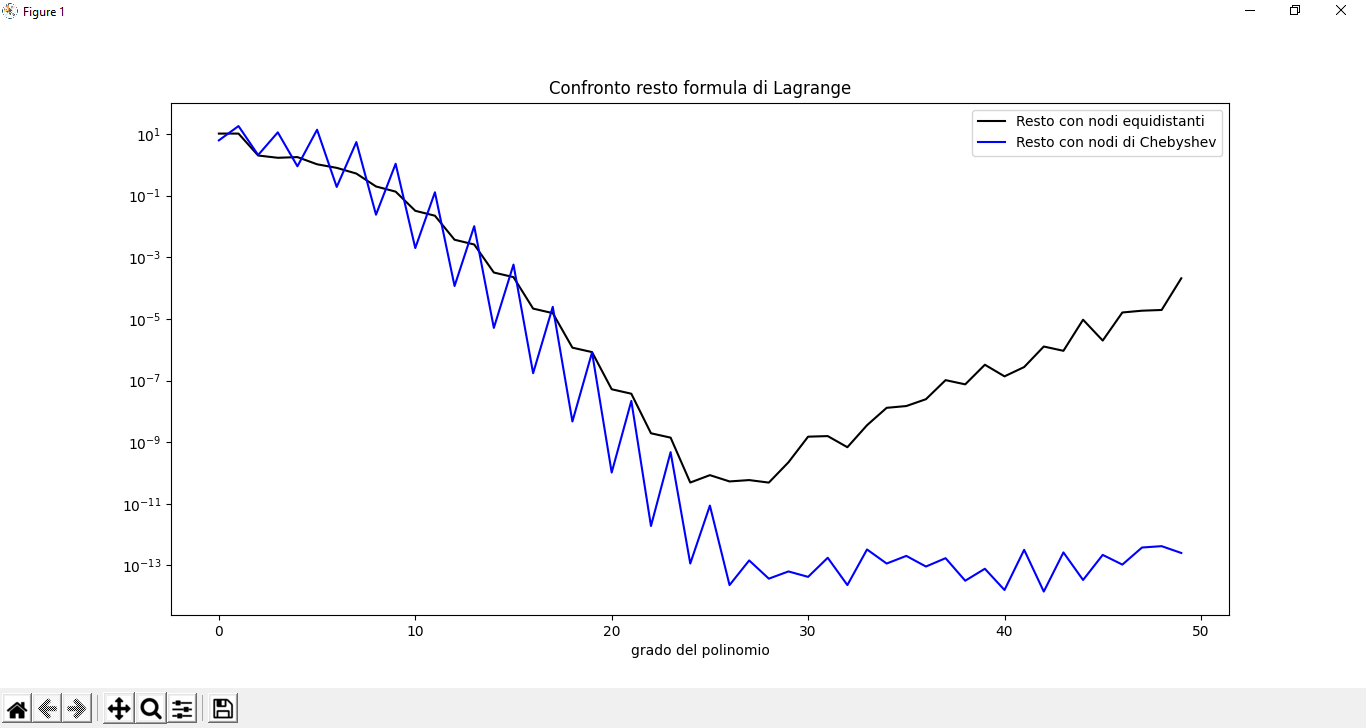 Figure 1
Confronto resto formula di Lagrange
Resto con nodi equidistanti
Resto con nodi di Chebyshev
10¹
10⁻¹
10⁻³
10⁻⁵
10⁻⁷
10⁻⁹
10⁻¹¹
10⁻¹³
0 10 20 30 40 50
grado del polinomio